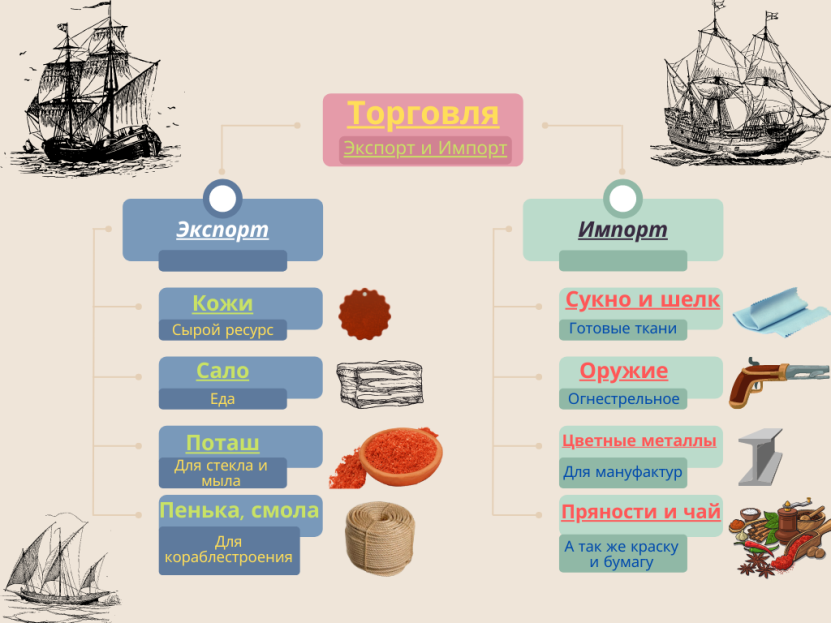 Торговля
Экспорт и Импорт
Экспорт
Кожи
Сырой ресурс
Сало
Еда
Поташ
Для стекла и
мыла
Пенька, смола
Для
кораблестроения
Импорт
Сукно и шелк
Готовые ткани
Оружие
Огнестрельное
Цветные металлы
Для мануфактур
Пряности и чай
А так же краску
и бумагу